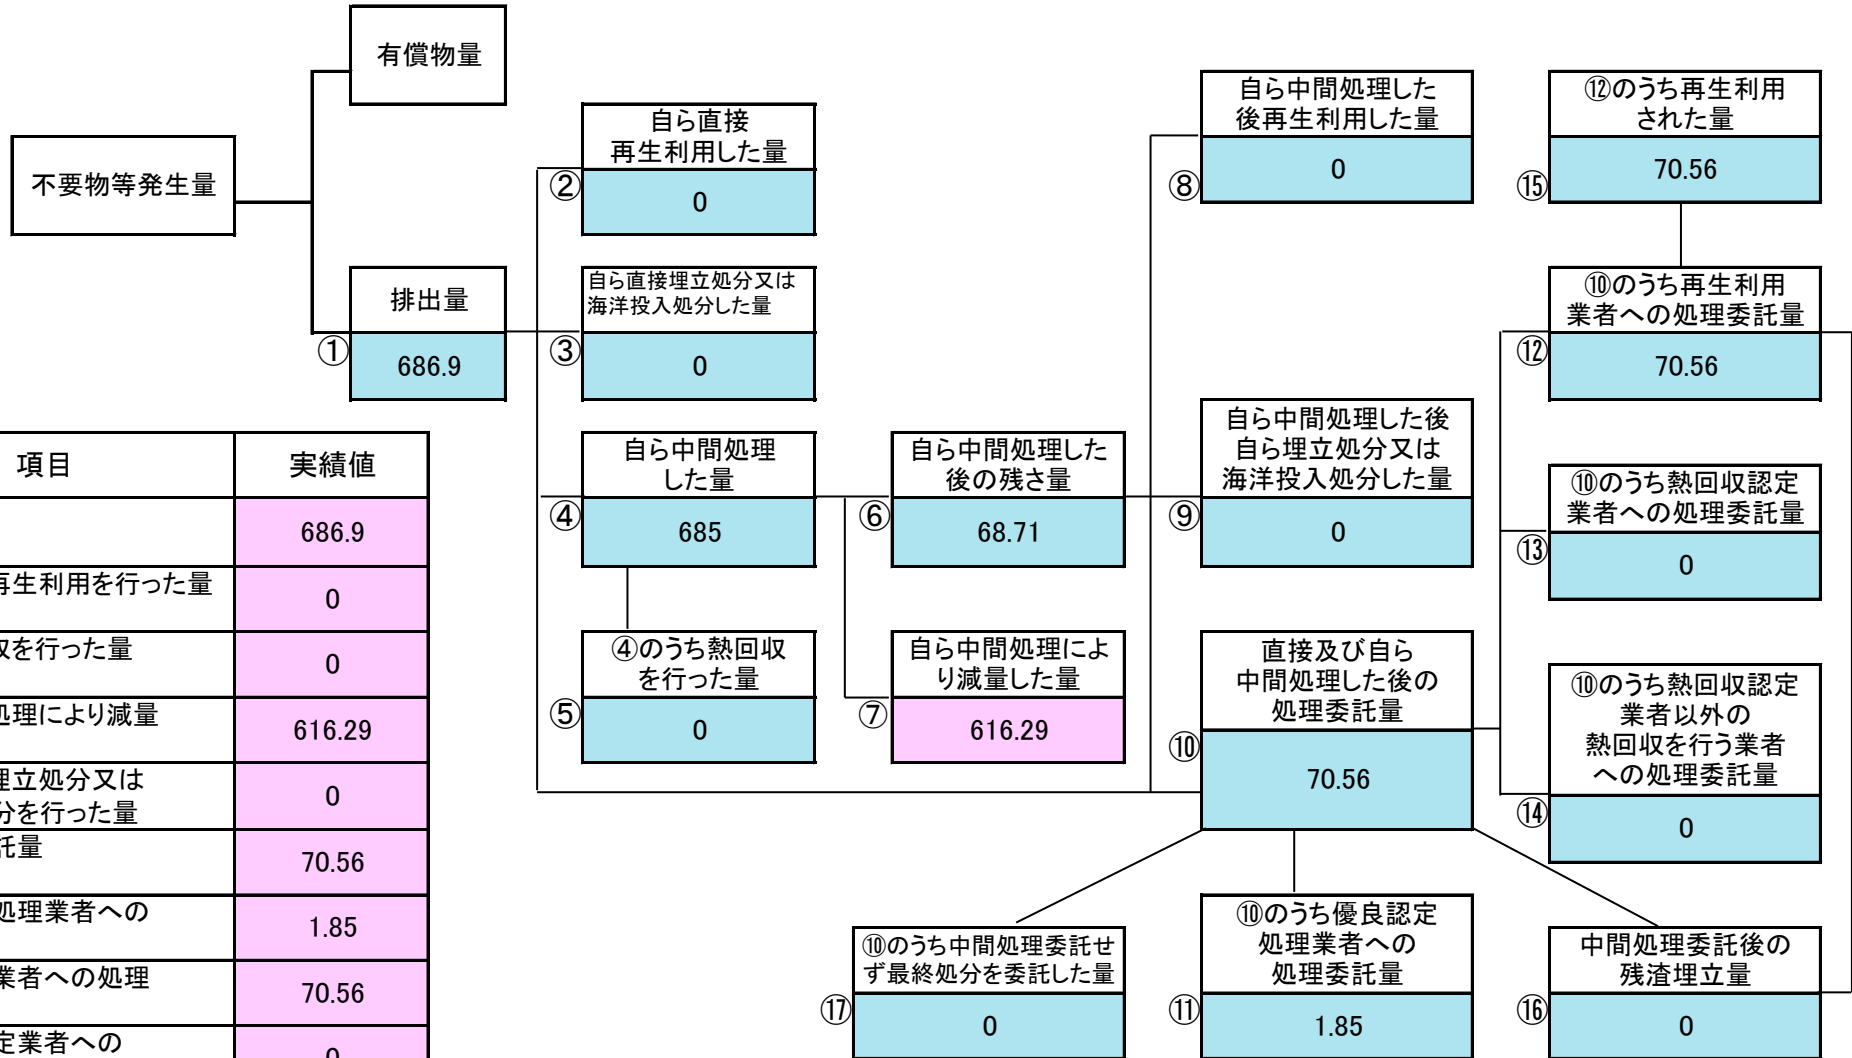 有償物量
不要物等発生量
排出量
①
686.9
自ら直接
再生利用した量
②
0
自ら直接埋立処分又は
海洋投入処分した量
③
0
自ら中間処理
した量
④
685
④のうち熱回収
を行った量
⑤
0
自ら中間処理した
後の残さ量
⑥
68.71
自ら中間処理によ
り減量した量
⑦
616.29
自ら中間処理した
後再生利用した量
⑧
0
自ら中間処理した後
自ら埋立処分又は
海洋投入処分した量
⑨
0
直接及び自ら
中間処理した後の
処理委託量
⑩
70.56
⑫のうち再生利用
された量
⑮
70.56
⑩のうち再生利用
業者への処理委託量
⑫
70.56
⑩のうち熱回収認定
業者への処理委託量
⑬
0
⑩のうち熱回収認定
業者以外の
熱回収を行う業者
への処理委託量
⑭
0
⑩のうち中間処理委託せ
ず最終処分を委託した量
⑰
0
⑩のうち優良認定
処理業者への
処理委託量
⑪
1.85
中間処理委託後の
残渣埋立量
⑯
0
項目 実績値
686.9
再生利用を行った量
0
を行った量
0
処理により減量
616.29
埋立処分又は
分を行った量
0
託量
70.56
処理業者への
1.85
業者への処理
70.56
定業者への